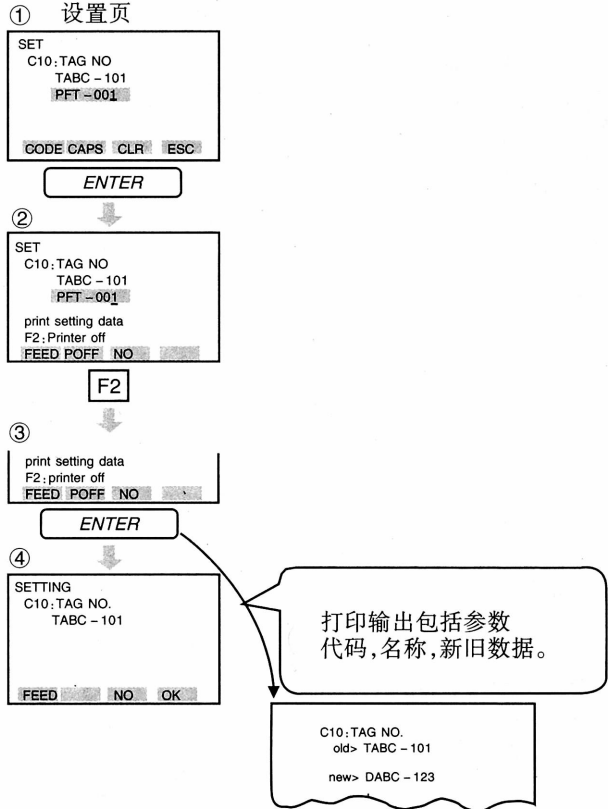 ① 设置页
SET
C10:TAG NO
TABC – 101
PFT – 001
CODE CAPS CLR ESC
ENTER
②
SET
C10:TAG NO
TABC – 101
PFT – 001
print setting data
F2:Printer off
FEED POFF NO
F2
③
print setting data
F2:printer off
FEED POFF NO
ENTER
④
SETTING
C10:TAG NO.
TABC – 101
FEED NO OK
打印输出包括参数
代码,名称,新旧数据。
C10:TAG NO.
old> TABC – 101
new> DABC – 123